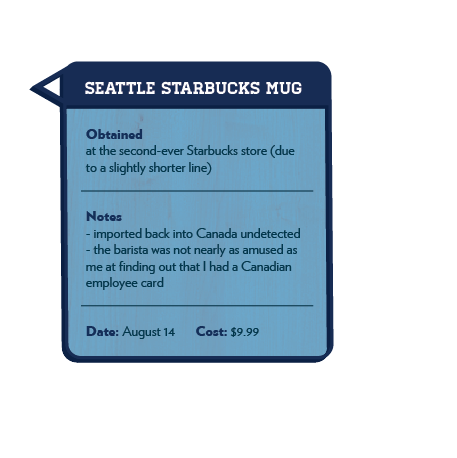 SEATTLE STARBUCKS MUG
Obtained
at the second-ever Starbucks store (due
to a slightly shorter line)
Notes
- imported back into Canada undetected
- the barista was not nearly as amused as
me at finding out that I had a Canadian
employee card
Date: August 14 Cost: $9.99